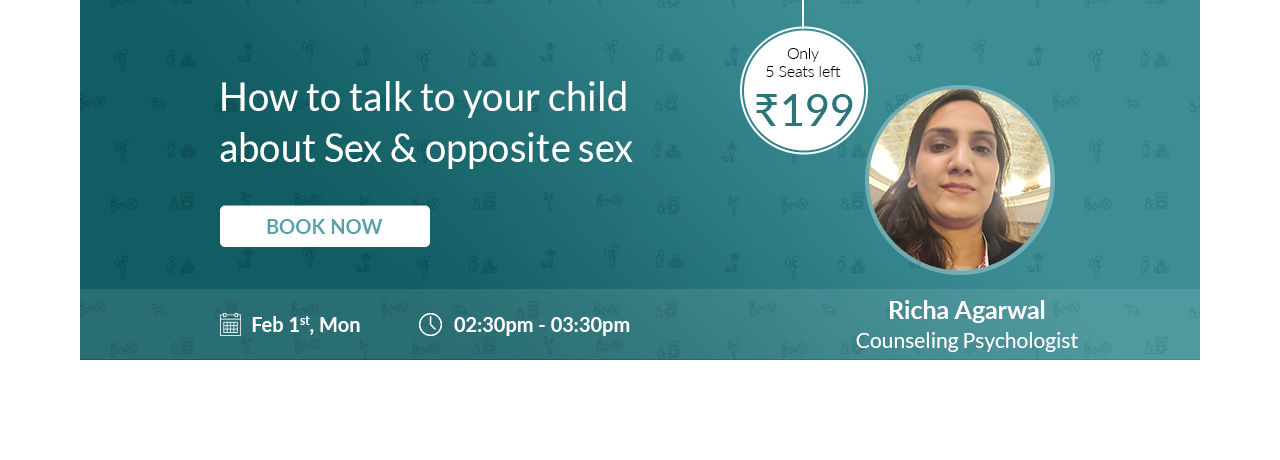 Only
5 Seats left
₹199
How to talk to your child
about Sex & opposite sex
BOOK NOW
Feb 1st, Mon
02:30pm - 03:30pm
Richa Agarwal
Counseling Psychologist